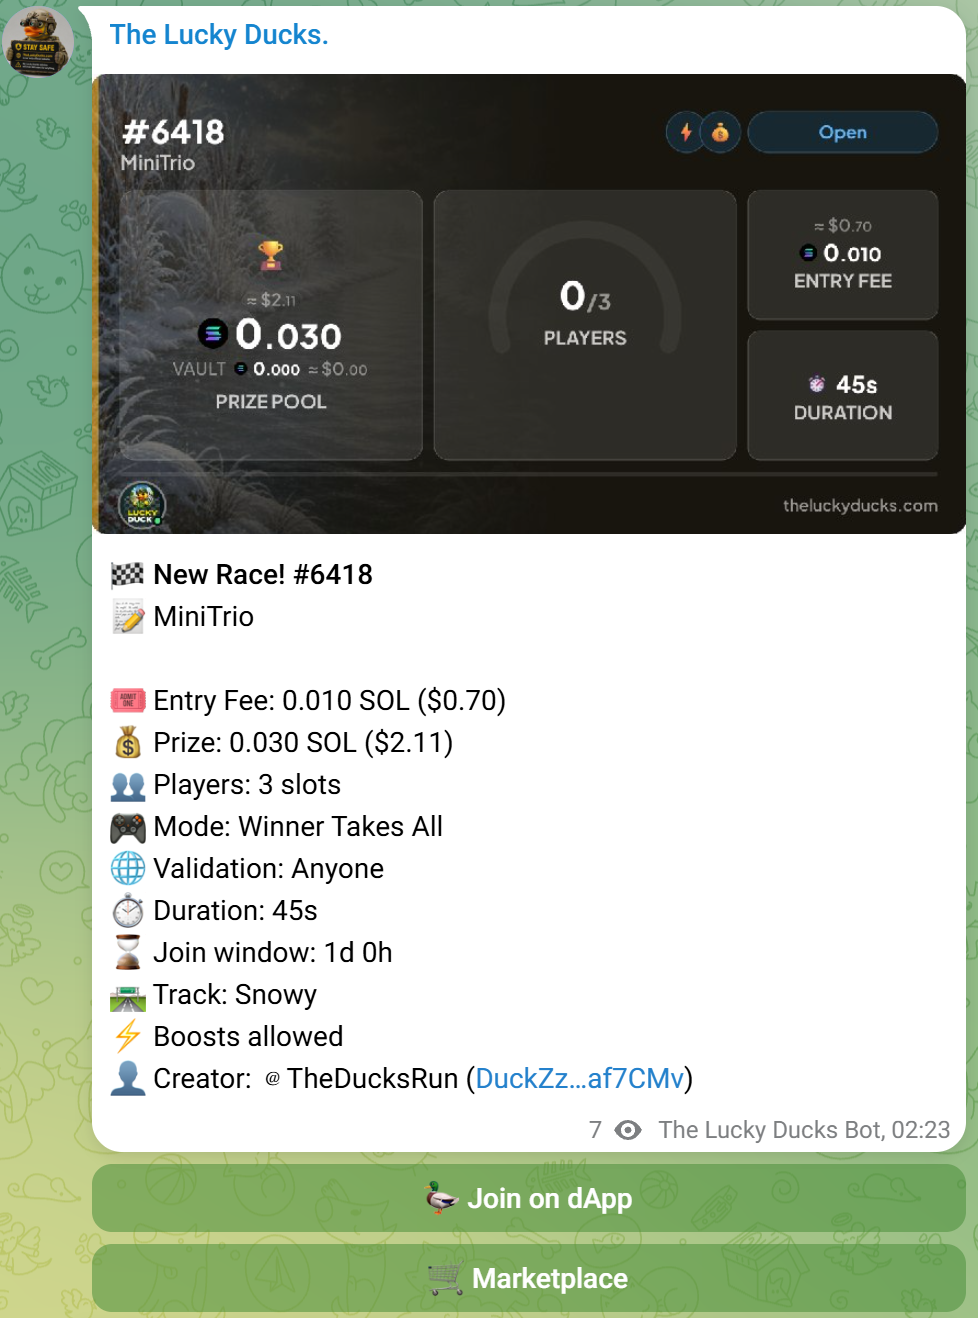 STAY SAFE
The Lucky Ducks.
#6418
MiniTrio
Open
≈ $2.11
0.030
VAULT 0.000 ≈ $0.00
PRIZE POOL
0/3
PLAYERS
≈ $0.70
0.010
ENTRY FEE
45s
DURATION
LUCKY
DUCK
theluckyducks.com
🏁 New Race! #6418
📝 MiniTrio
🎟 Entry Fee: 0.010 SOL ($0.70)
💰 Prize: 0.030 SOL ($2.11)
👥 Players: 3 slots
🎮 Mode: Winner Takes All
🌐 Validation: Anyone
⏱ Duration: 45s
⏳ Join window: 1d 0h
🛣 Track: Snowy
⚡ Boosts allowed
👤 Creator: @TheDucksRun (DuckZz...af7CMv)
7 The Lucky Ducks Bot, 02:23
🦆 Join on dApp
🛒 Marketplace